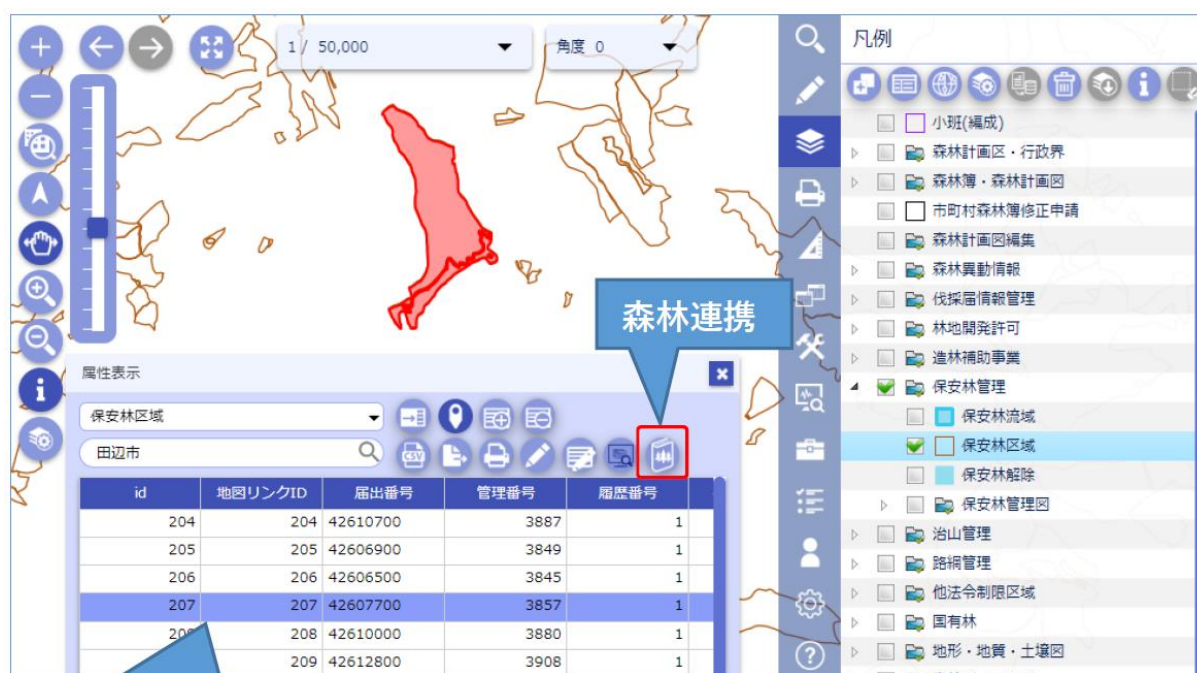 1 / 50,000
角度 0
凡例
小班(編成)
森林計画区・行政界
森林簿・森林計画図
市町村森林簿修正申請
森林計画図編集
森林異動情報
伐採届情報管理
林地開発許可
造林補助事業
保安林管理
保安林流域
保安林区域
保安林解除
保安林管理図
治山管理
路網管理
他法令制限区域
国有林
地形・地質・土壌図
森林連携
属性表示
保安林区域
田辺市
CSV
id 地図リンクID 届出番号 管理番号 履歴番号
204 204 42610700 3887 1
205 205 42606900 3849 1
206 206 42606500 3845 1
207 207 42607700 3857 1
208 208 42610000 3880 1
209 42612800 3908 1